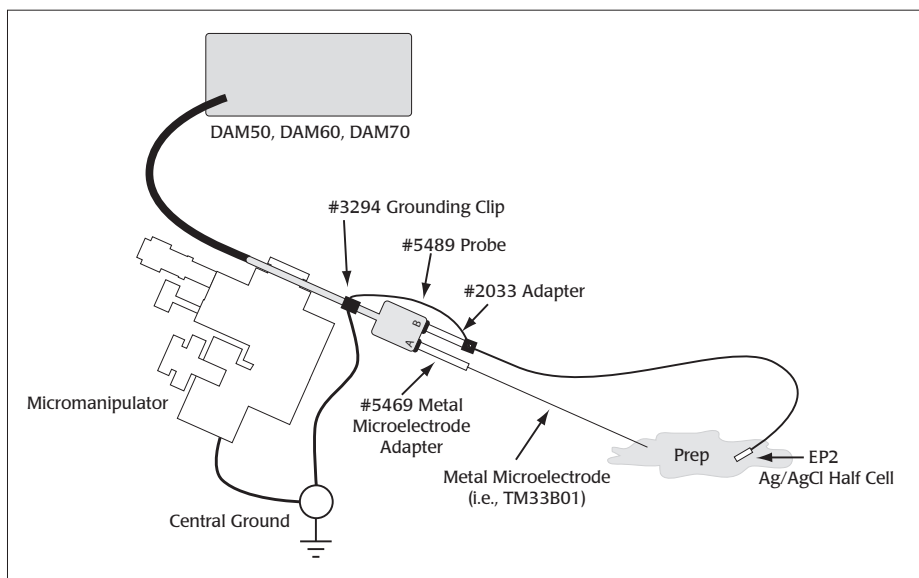 DAM50, DAM60, DAM70
#3294 Grounding Clip
#5489 Probe
#2033 Adapter
B
A
Micromanipulator
#5469 Metal
Microelectrode
Adapter
Metal Microelectrode
(i.e., TM33B01)
Prep
EP2
Ag/AgCl Half Cell
Central Ground